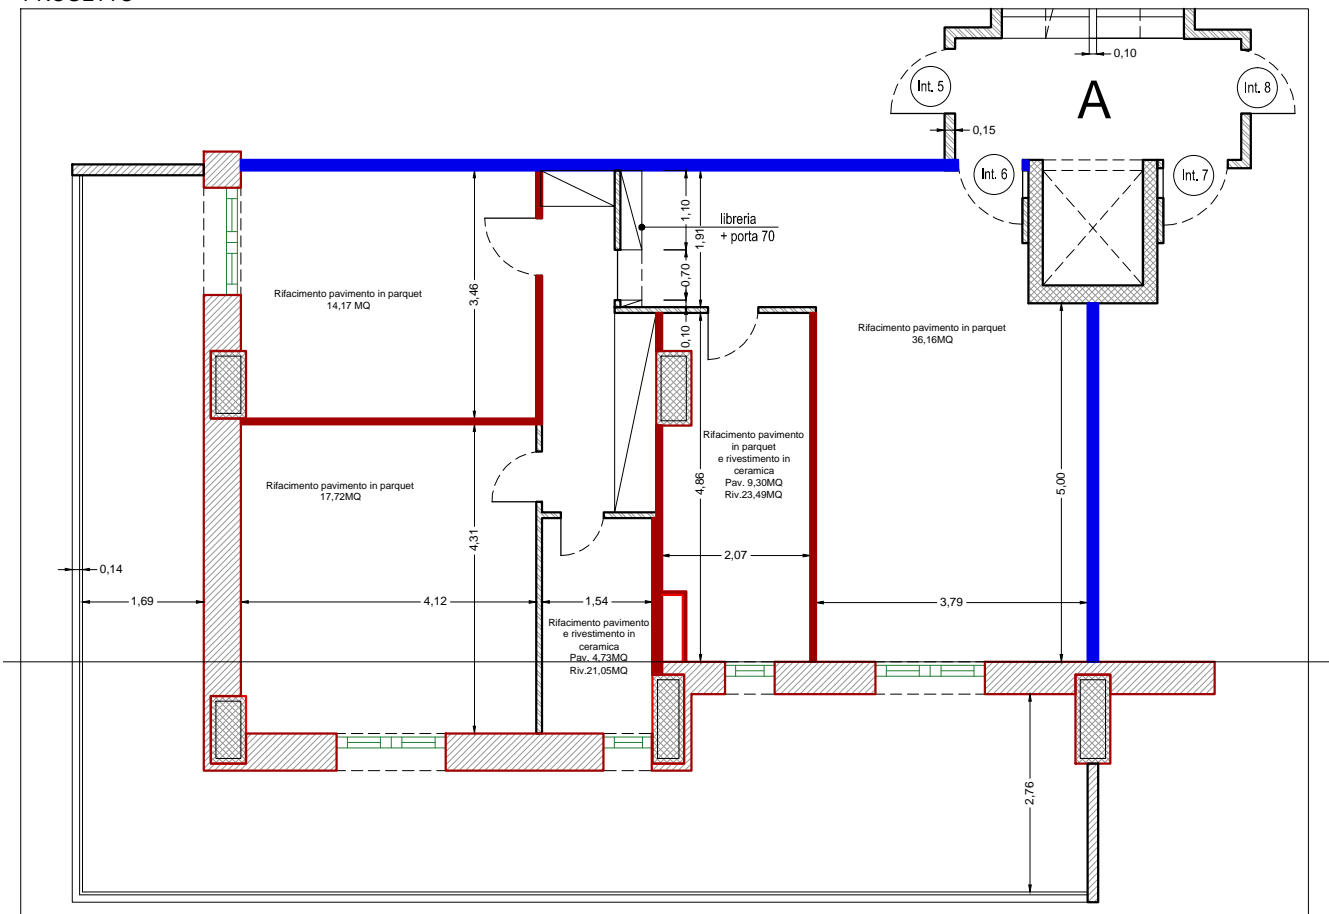 0,10
Int. 5
Int. 8
A
0,15
Int. 6
Int. 7
1,10
libreria
+ porta 70
1,91
0,70
Rifacimento pavimento in parquet
14,17 MQ
3,46
0,10
Rifacimento pavimento in parquet
36,16MQ
Rifacimento pavimento
in parquet
e rivestimento in
ceramica
Pav. 9,30MQ
Riv.23,49MQ
Rifacimento pavimento in parquet
17,72MQ
4,86
5,00
4,31
2,07
0,14
1,69
4,12
1,54
3,79
Rifacimento pavimento
e rivestimento in
ceramica
Pav. 4,73MQ
Riv.21,05MQ
2,76